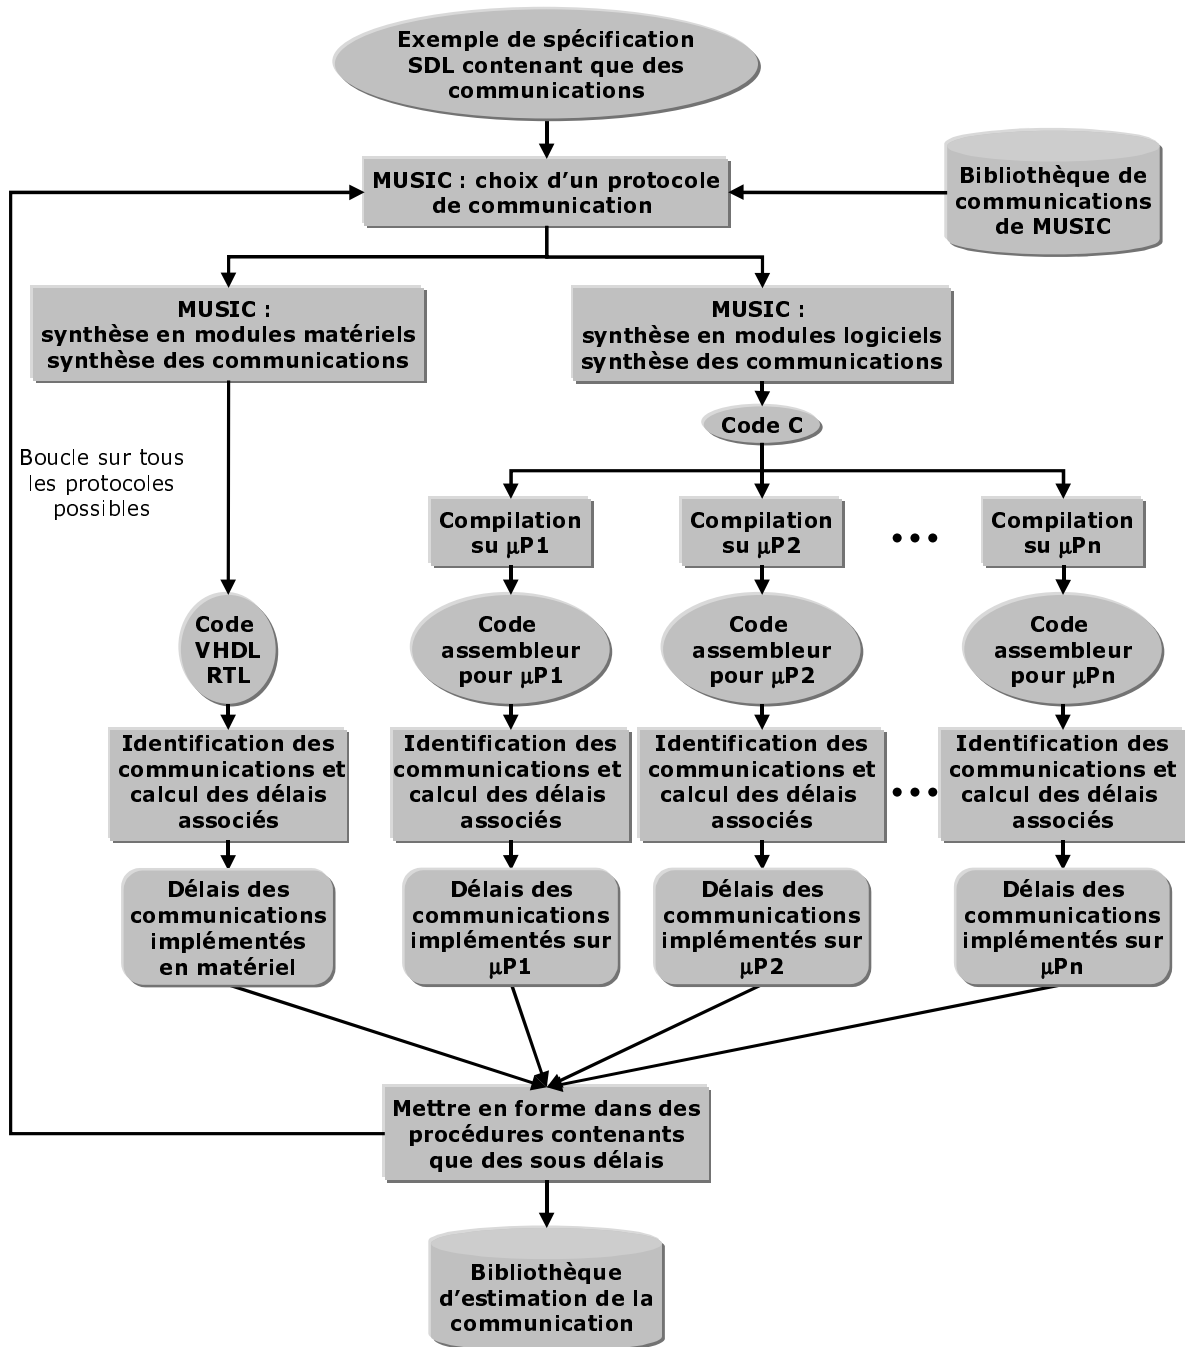 Exemple de spécification
SDL contenant que des
communications
MUSIC : choix d'un protocole
de communication
Bibliothèque de
communications
de MUSIC
MUSIC :
synthèse en modules matériels
synthèse des communications
MUSIC :
synthèse en modules logiciels
synthèse des communications
Code C
Boucle sur tous
les protocoles
possibles
Compilation
su µP1
Compilation
su µP2
•••
Compilation
su µPn
Code
VHDL
RTL
Code
assembleur
pour µP1
Code
assembleur
pour µP2
Code
assembleur
pour µPn
Identification des
communications et
calcul des délais
associés
Identification des
communications et
calcul des délais
associés
Identification des
communications et
calcul des délais
associés
•••
Identification des
communications et
calcul des délais
associés
Délais des
communications
implémentés
en matériel
Délais des
communications
implémentés sur
µP1
Délais des
communications
implémentés sur
µP2
Délais des
communications
implémentés sur
µPn
Mettre en forme dans des
procédures contenants
que des sous délais
Bibliothèque
d'estimation de la
communication